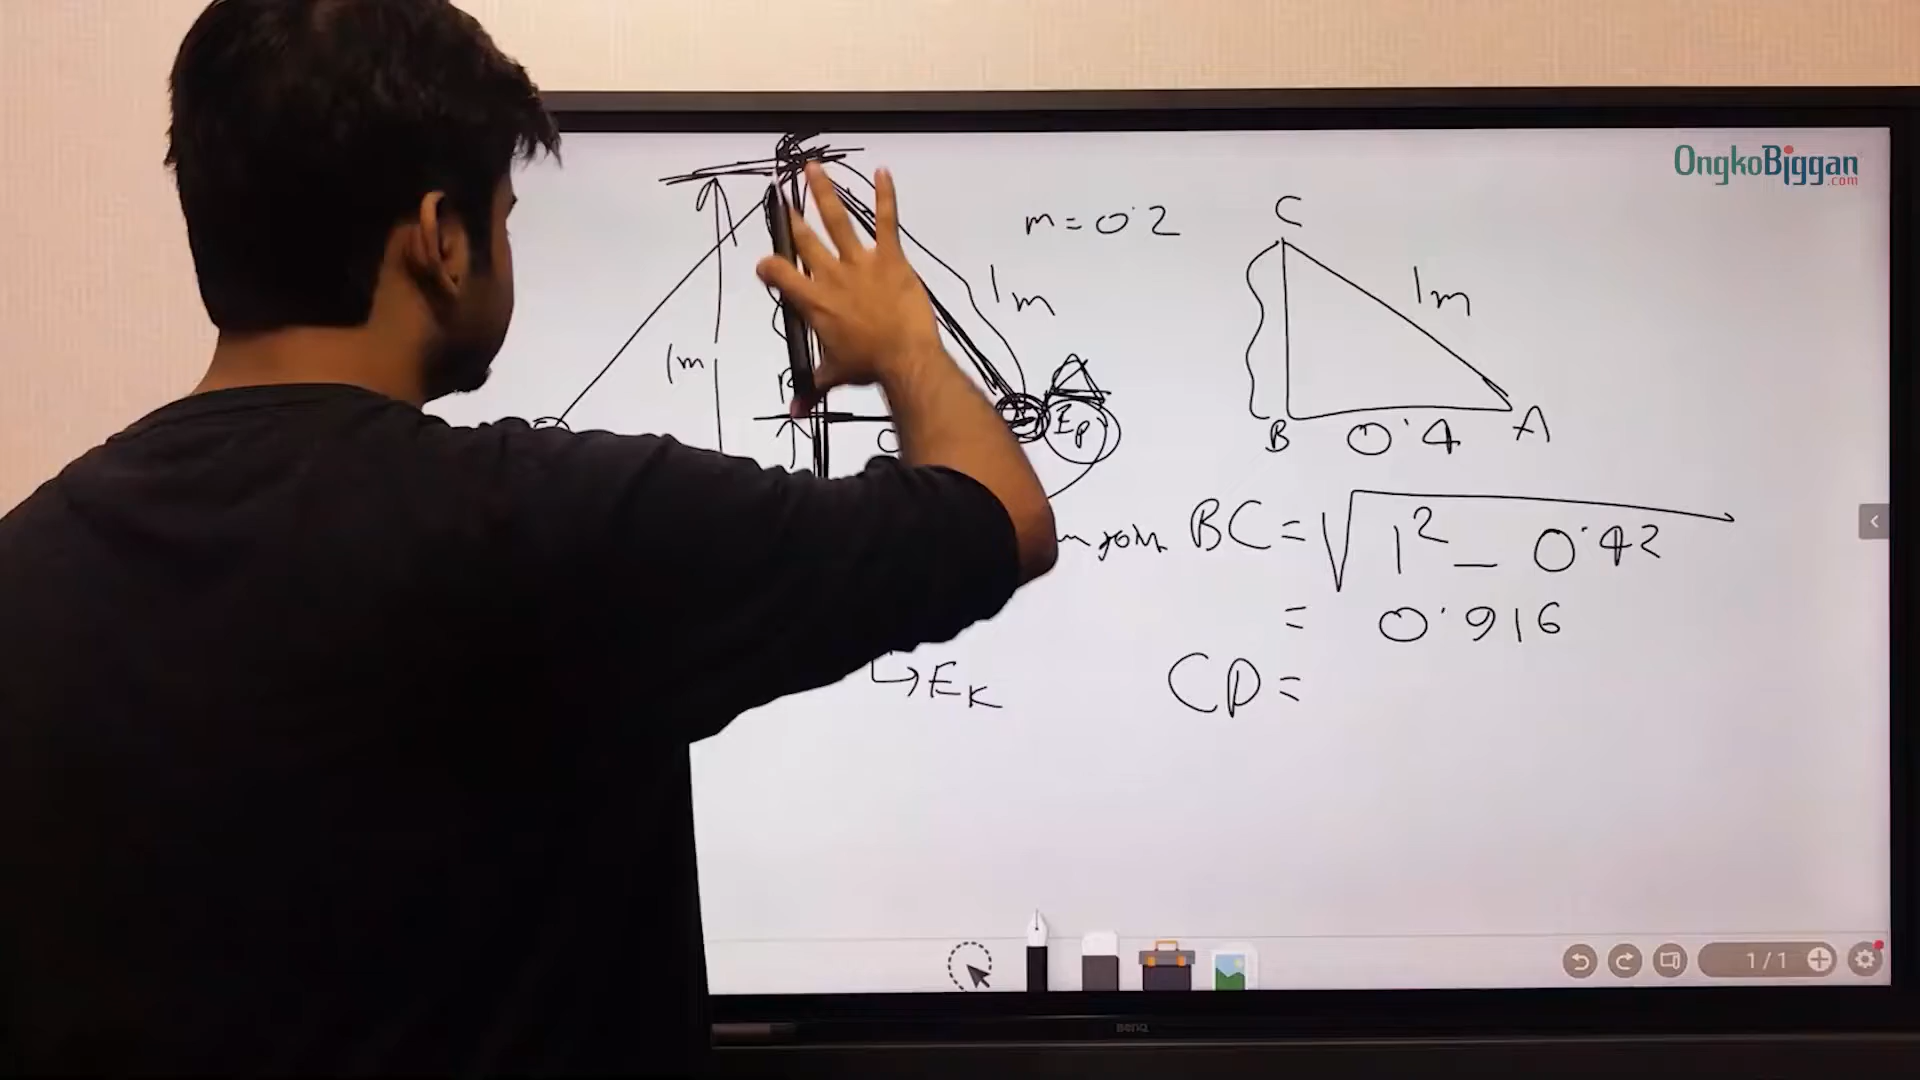 OngkoBiggan
.com
m = 0.2
C
1m
1m
1m
A
Ep
B
0.4
A
BC = √1² - 0.4²
= 0.916
EK
CD =
1/1
BenQ